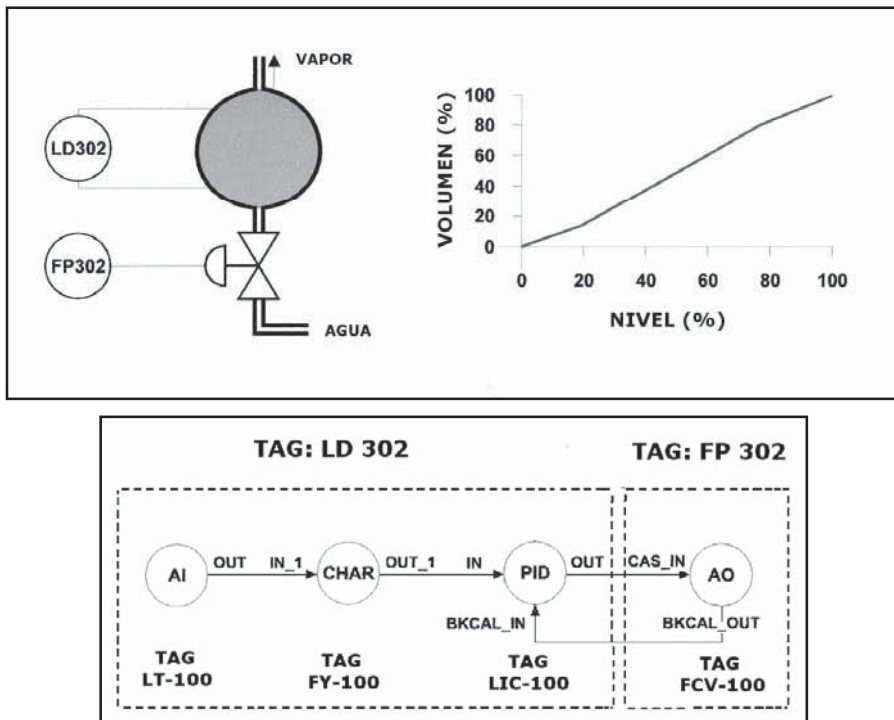 VAPOR
LD302
FP302
AGUA
VOLUMEN (%)
100
80
60
40
20
0
0 20 40 60 80 100
NIVEL (%)
TAG: LD 302 TAG: FP 302
AI OUT IN_1 CHAR OUT_1 IN PID OUT CAS_IN AO
BKCAL_IN BKCAL_OUT
TAG TAG TAG TAG
LT-100 FY-100 LIC-100 FCV-100